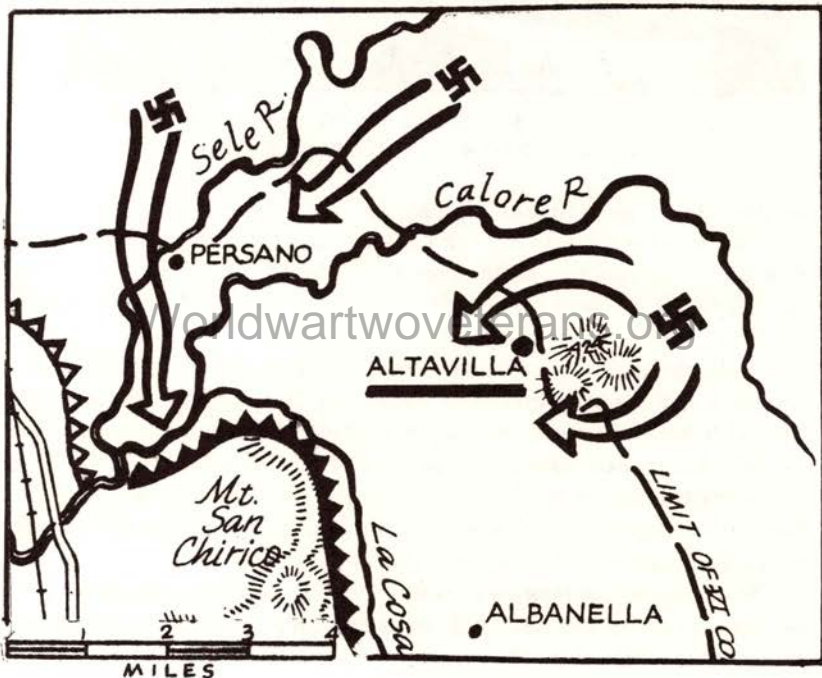 Sele R.
Calore R
PERSANO
Worldwartwoveterans.org
ALTAVILLA
Mt.
San
Chirico
La Cosa
LIMIT OF VI CO
ALBANELLA
2 3 4
MILES